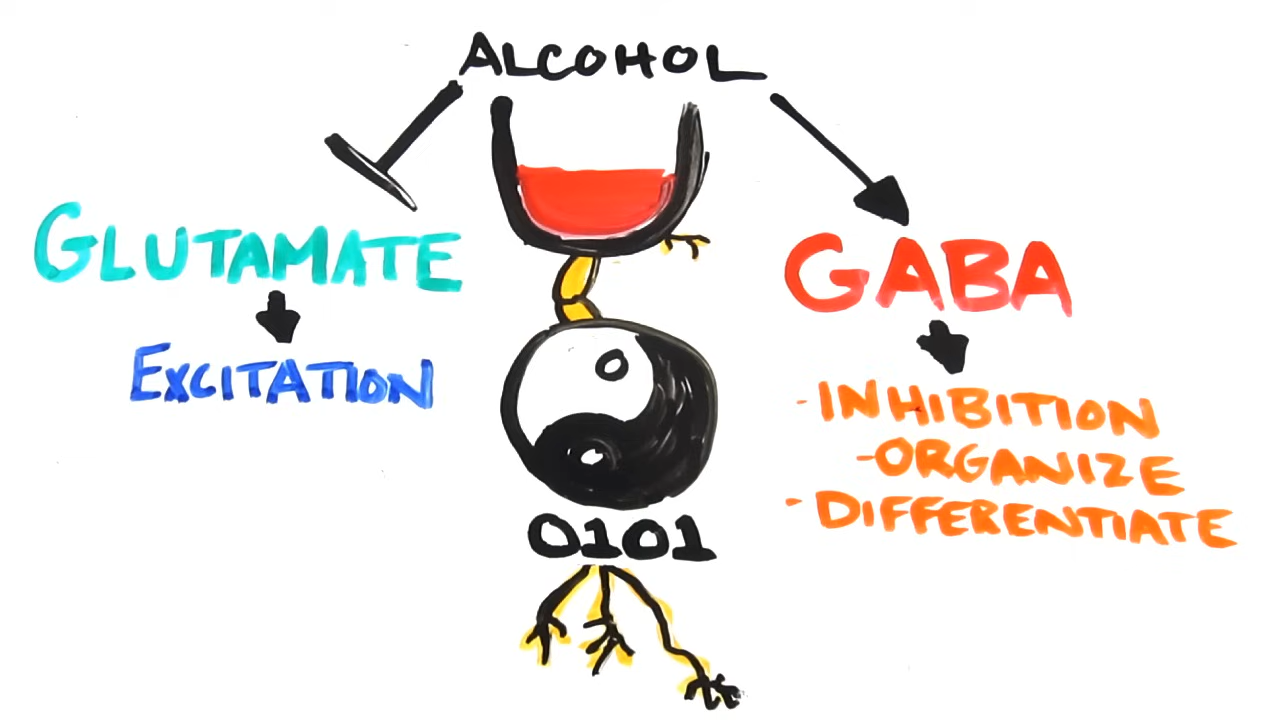 ALCOHOL
GLUTAMATE
EXCITATION
GABA
-INHIBITION
-ORGANIZE
-DIFFERENTIATE
0101